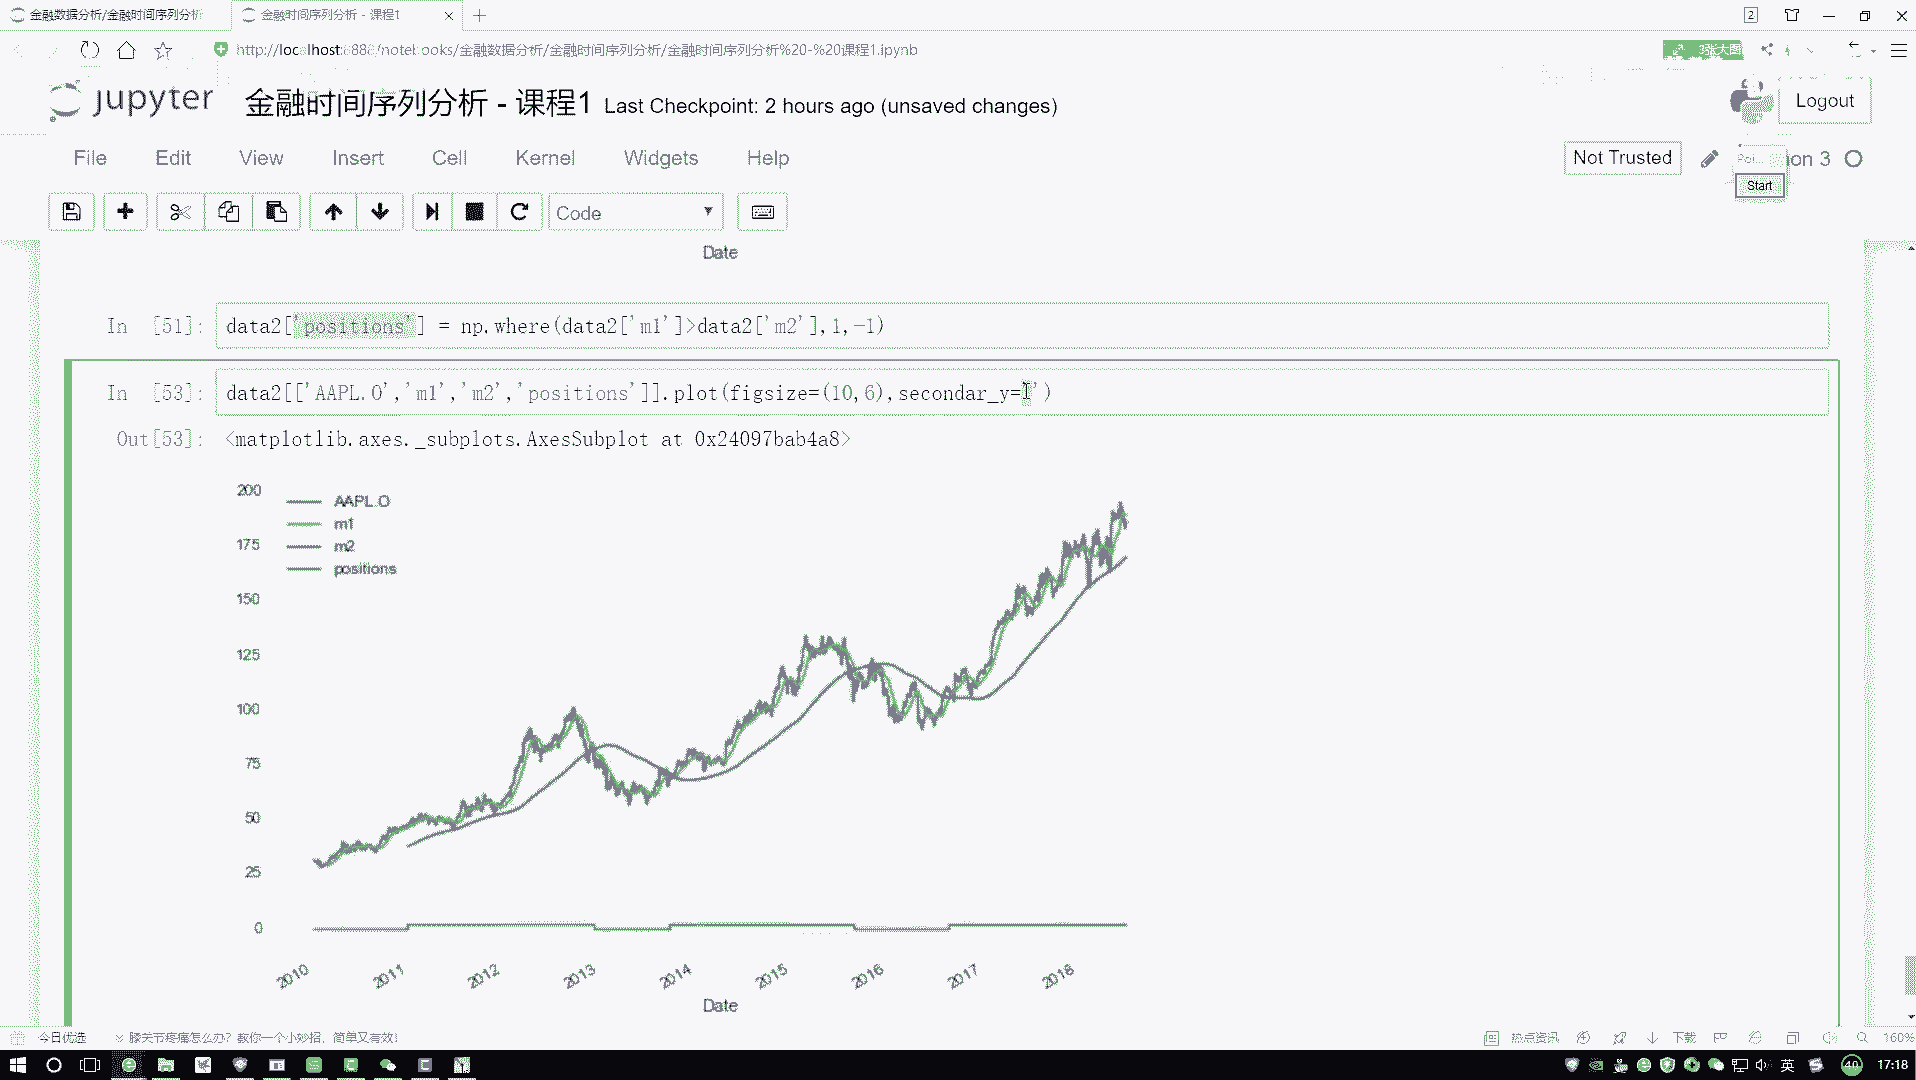 金融数据分析/金融时间序列分析
金融时间序列分析 - 课程1
2
http://localhost:8888/notebooks/金融数据分析/金融时间序列分析/金融时间序列分析%20-%20课程1.ipynb
3张大图
jupyter
金融时间序列分析 - 课程1 Last Checkpoint: 2 hours ago (unsaved changes)
Logout
File Edit View Insert Cell Kernel Widgets Help
Not Trusted
on 3
Start
Code
Date
In [51]: data2['positions'] = np.where(data2['m1']>data2['m2'],1,-1)
In [53]: data2[['AAPL.O','m1','m2','positions']].plot(figsize=(10,6),secondar_y='')
Out[53]: <matplotlib.axes._subplots.AxesSubplot at 0x24097bab4a8>
200
175
150
125
100
75
50
25
0
AAPL.O
m1
m2
positions
2010 2011 2012 2013 2014 2015 2016 2017 2018
Date
今日优选
膝关节疼痛怎么办? 教你一个小妙招, 简单又有效!
热点资讯
下载
160%
英
40
17:18